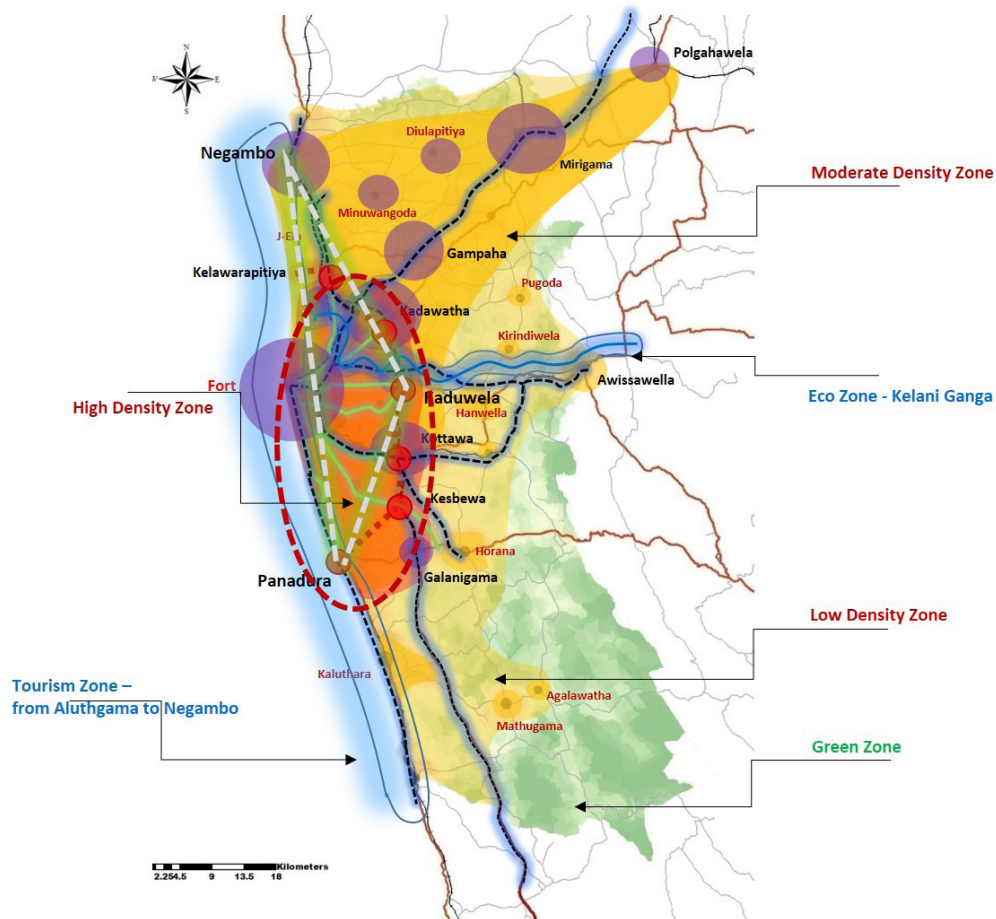 N
W
E
S
Polgahawela
Diulapitiya
Negambo
Mirigama
Moderate Density Zone
Minuwangoda
Gampaha
Kelawarapitiya
Pugoda
Kadawatha
Kirindiwela
Awissawella
Fort
Kaduwela
Eco Zone - Kelani Ganga
High Density Zone
Hanwella
Kottawa
Kesbewa
Horana
Galanigama
Panadura
Low Density Zone
Kaluthara
Tourism Zone –
from Aluthgama to Negambo
Agalawatha
Mathugama
Green Zone
Kilometers
2.25 4.5 9 13.5 18